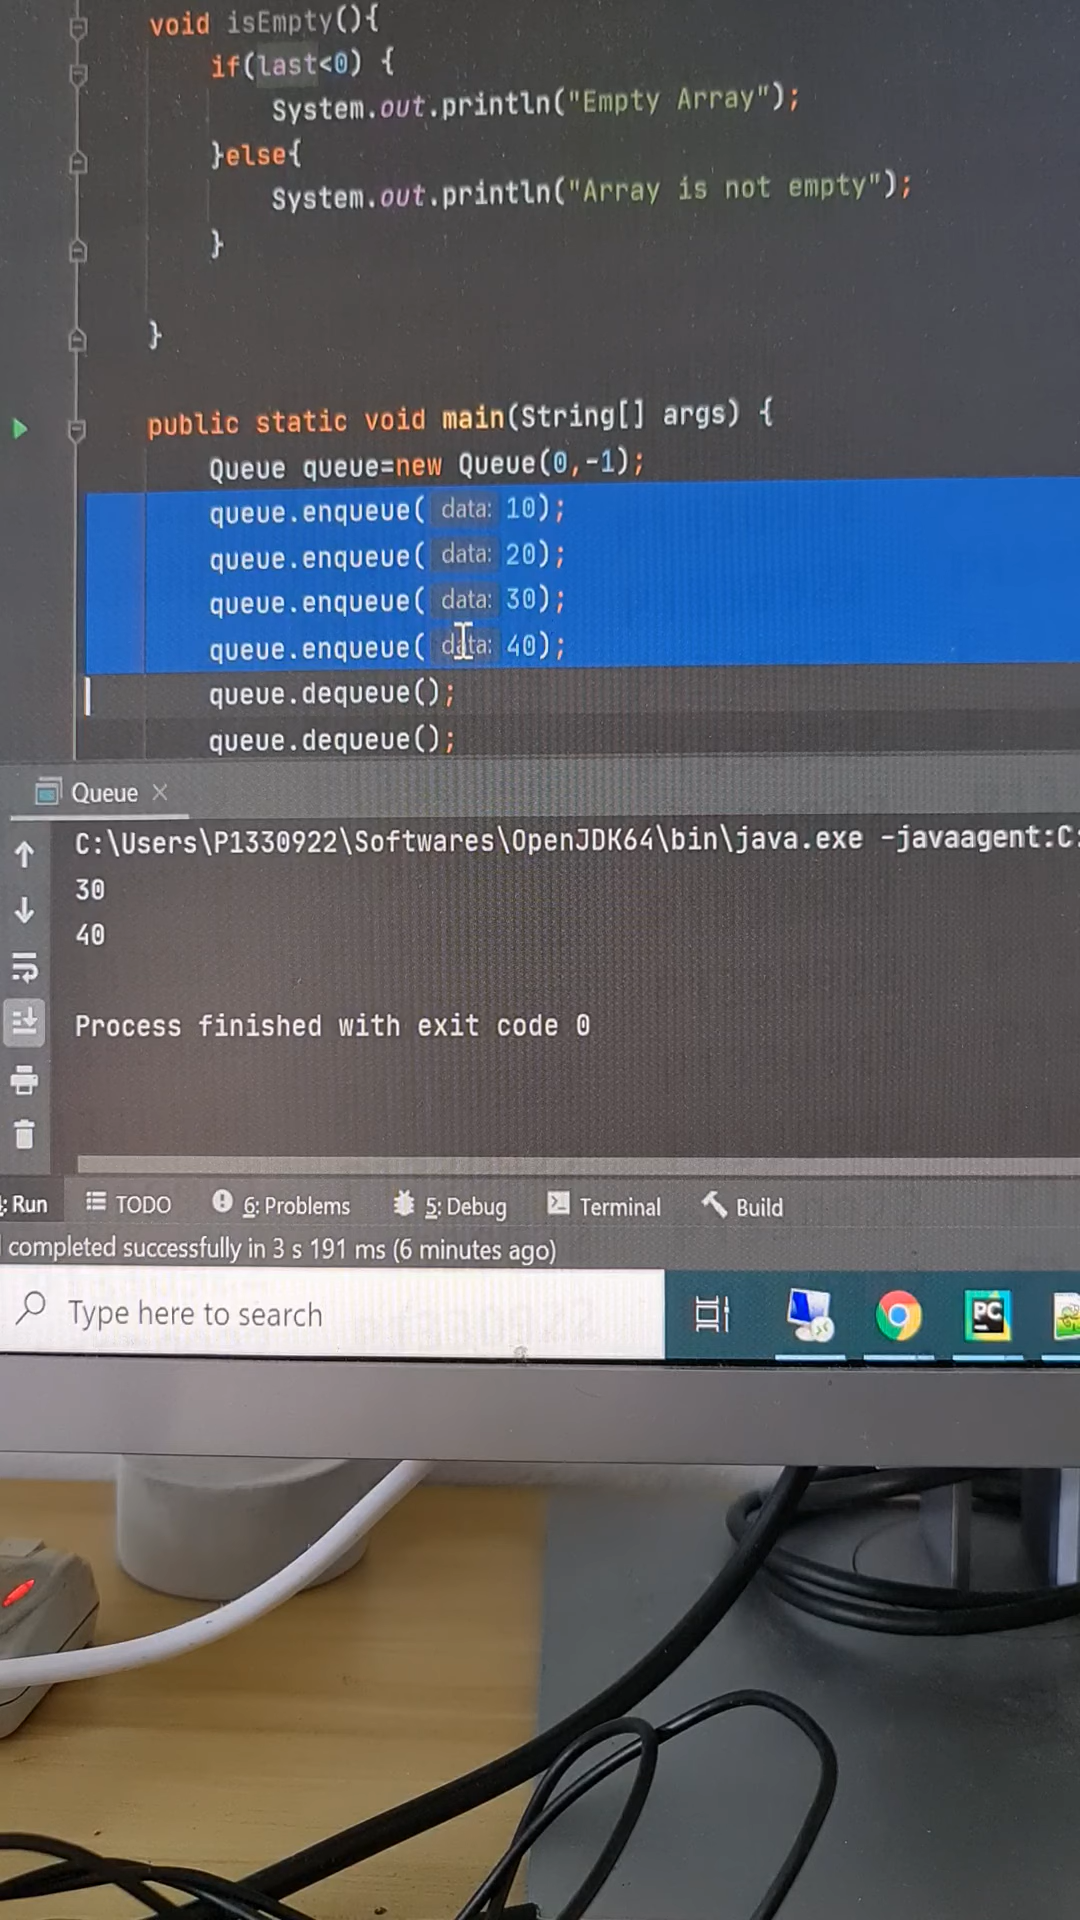 void isEmpty(){
if(last<0) {
System.out.println("Empty Array");
}else{
System.out.println("Array is not empty");
}
}
public static void main(String[] args) {
Queue queue=new Queue(0,-1);
queue.enqueue( data: 10);
queue.enqueue( data: 20);
queue.enqueue( data: 30);
queue.enqueue( data: 40);
queue.dequeue();
queue.dequeue();
Queue ×
C:\Users\P1330922\Softwares\OpenJDK64\bin\java.exe -javaagent:C:
30
40
Process finished with exit code 0
: Run TODO 6: Problems 5: Debug Terminal Build
completed successfully in 3 s 191 ms (6 minutes ago)
Type here to search
PC